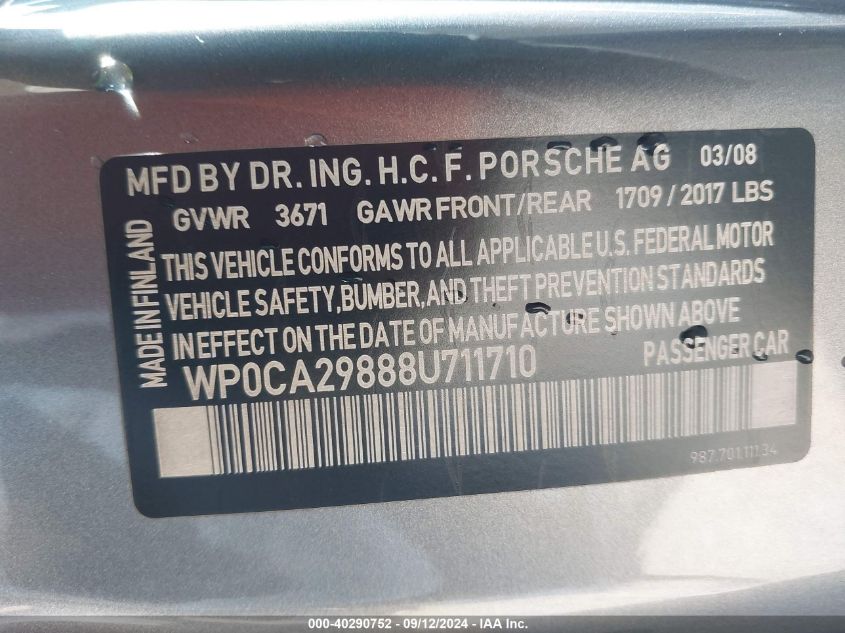 MFD BY DR. ING. H.C. F. PORSCHE AG 03/08
GVWR 3671 GAWR FRONT/REAR 1709 / 2017 LBS
MADE IN FINLAND
THIS VEHICLE CONFORMS TO ALL APPLICABLE U.S. FEDERAL MOTOR
VEHICLE SAFETY, BUMBER, AND THEFT PREVENTION STANDARDS
IN EFFECT ON THE DATE OF MANUFACTURE SHOWN ABOVE
WP0CA29888U711710 PASSENGER CAR
987.701.111.34
000-40290752 - 09/12/2024 - IAA Inc.